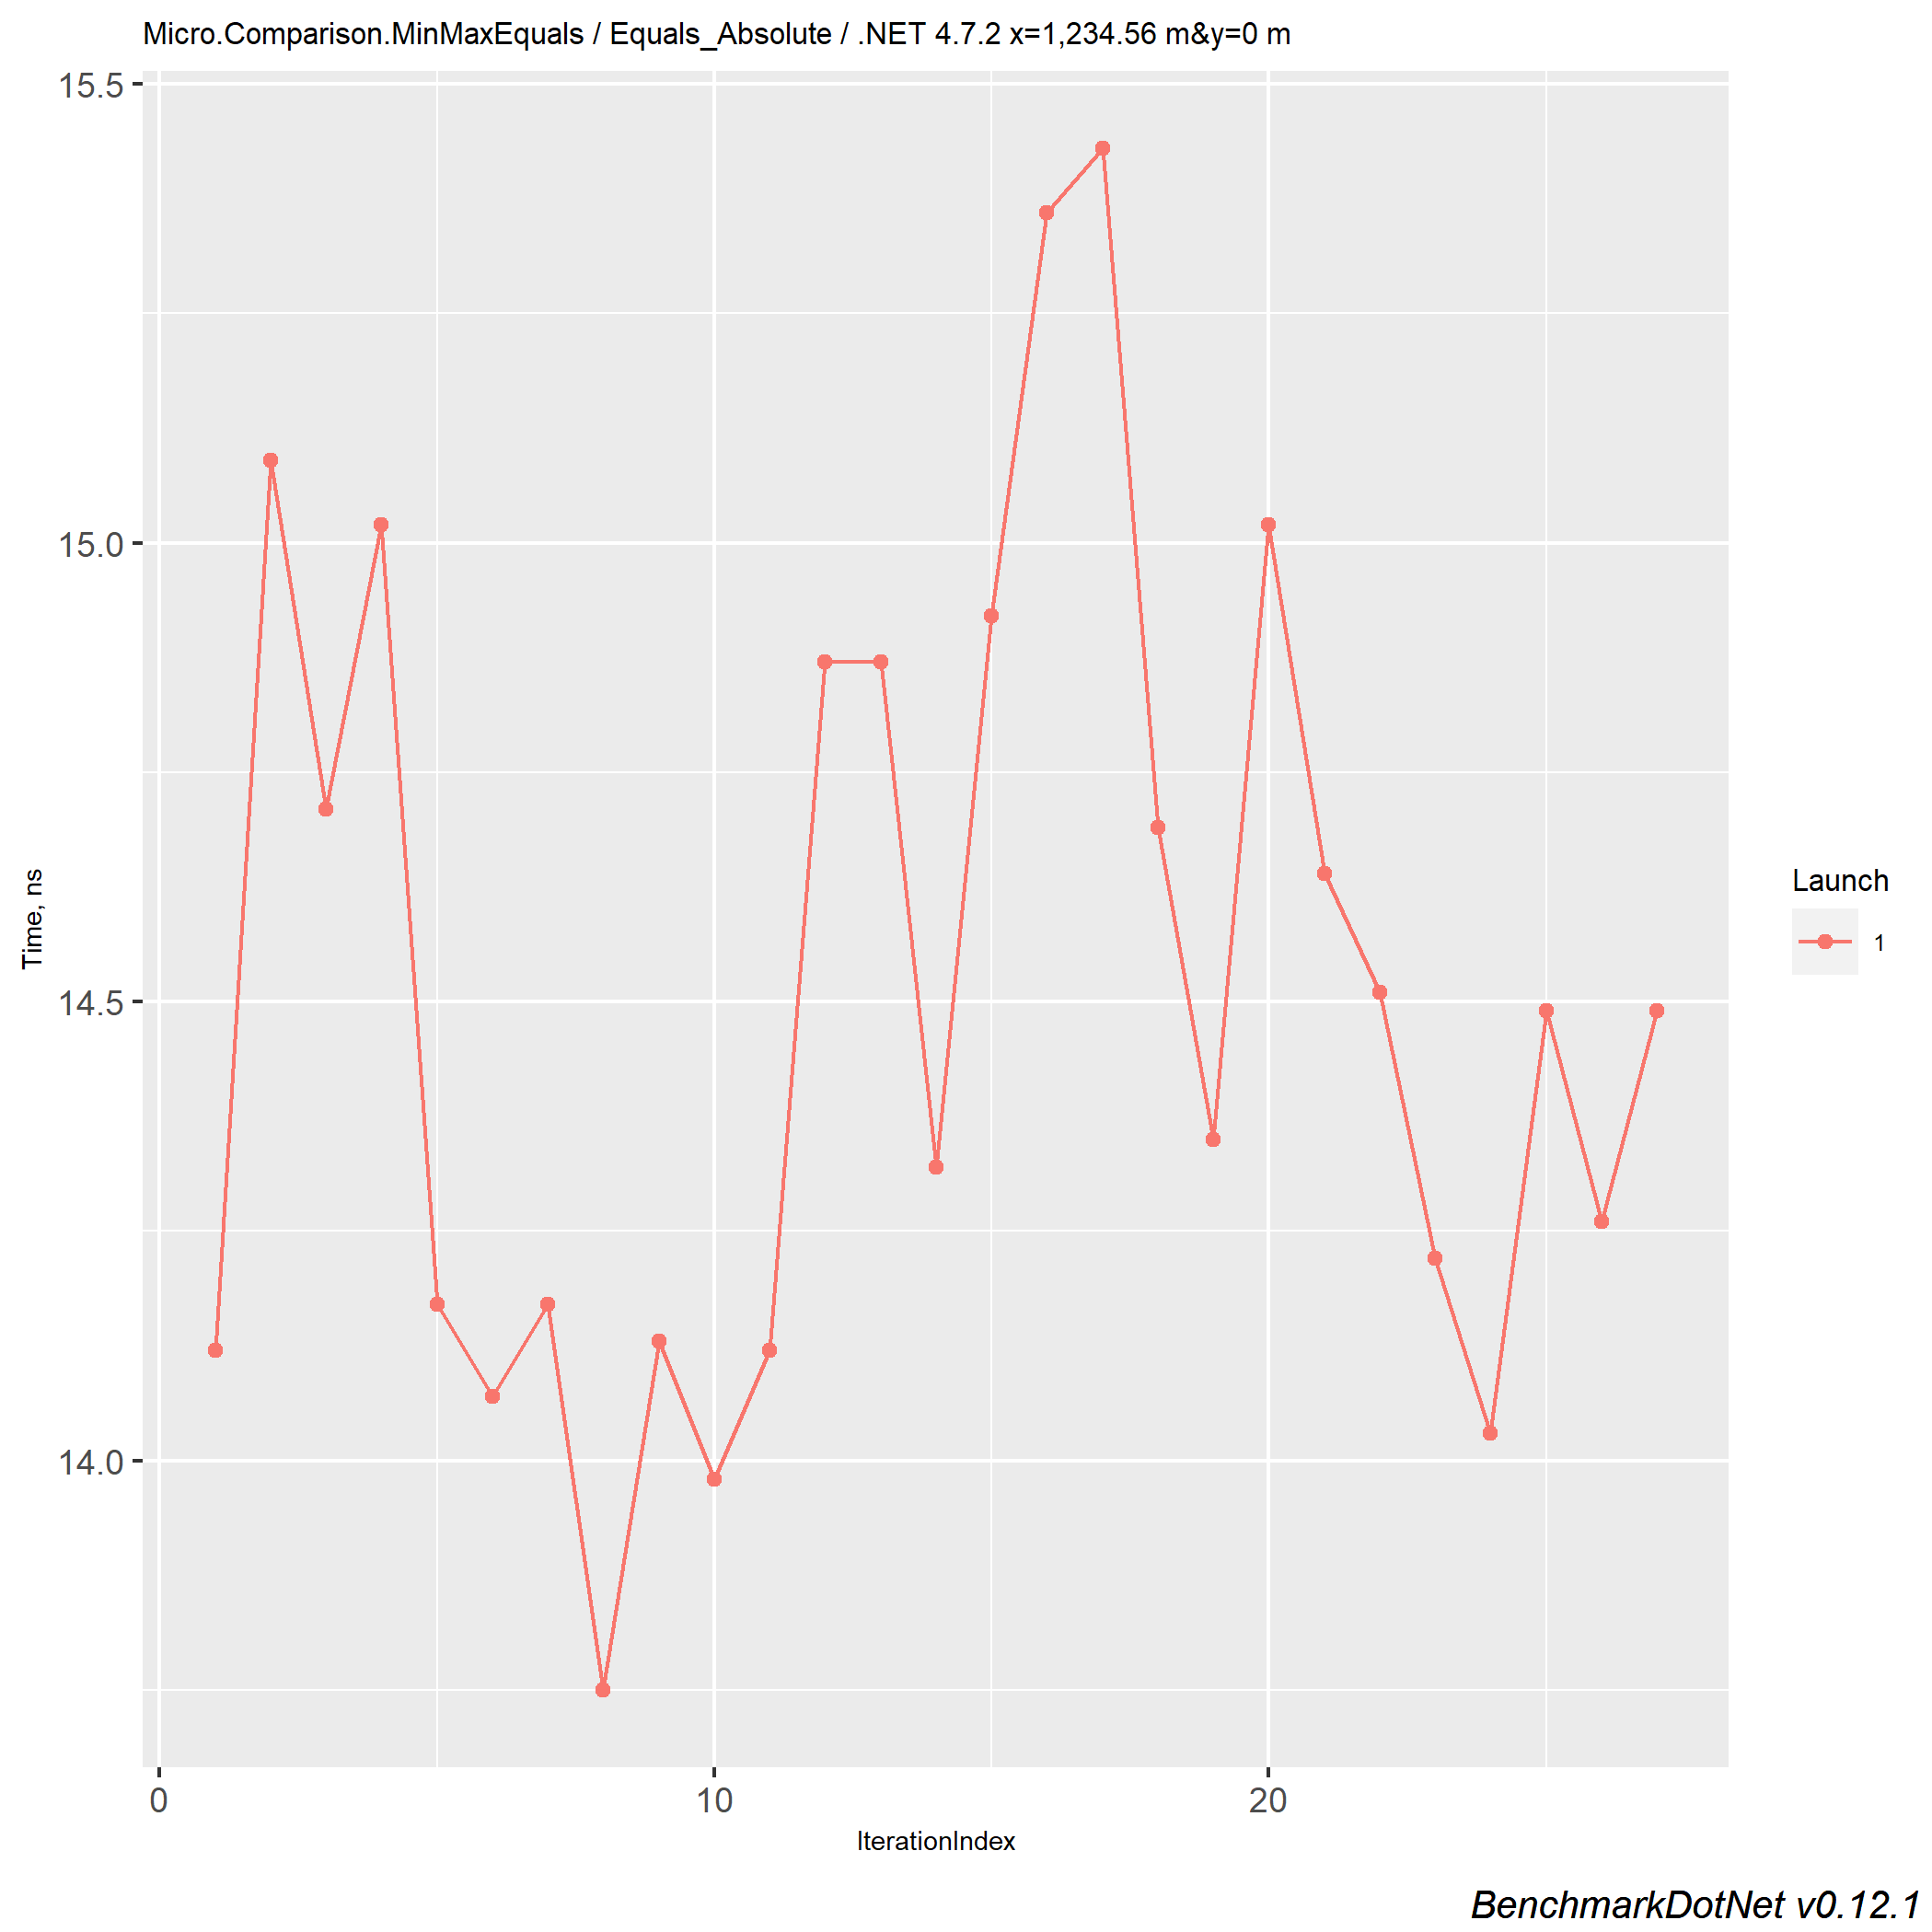 Micro.Comparison.MinMaxEquals / Equals_Absolute / .NET 4.7.2 x=1,234.56 m&y=0 m
15.5
15.0
14.5
14.0
Time, ns
0 10 20
IterationIndex
Launch
1
BenchmarkDotNet v0.12.1